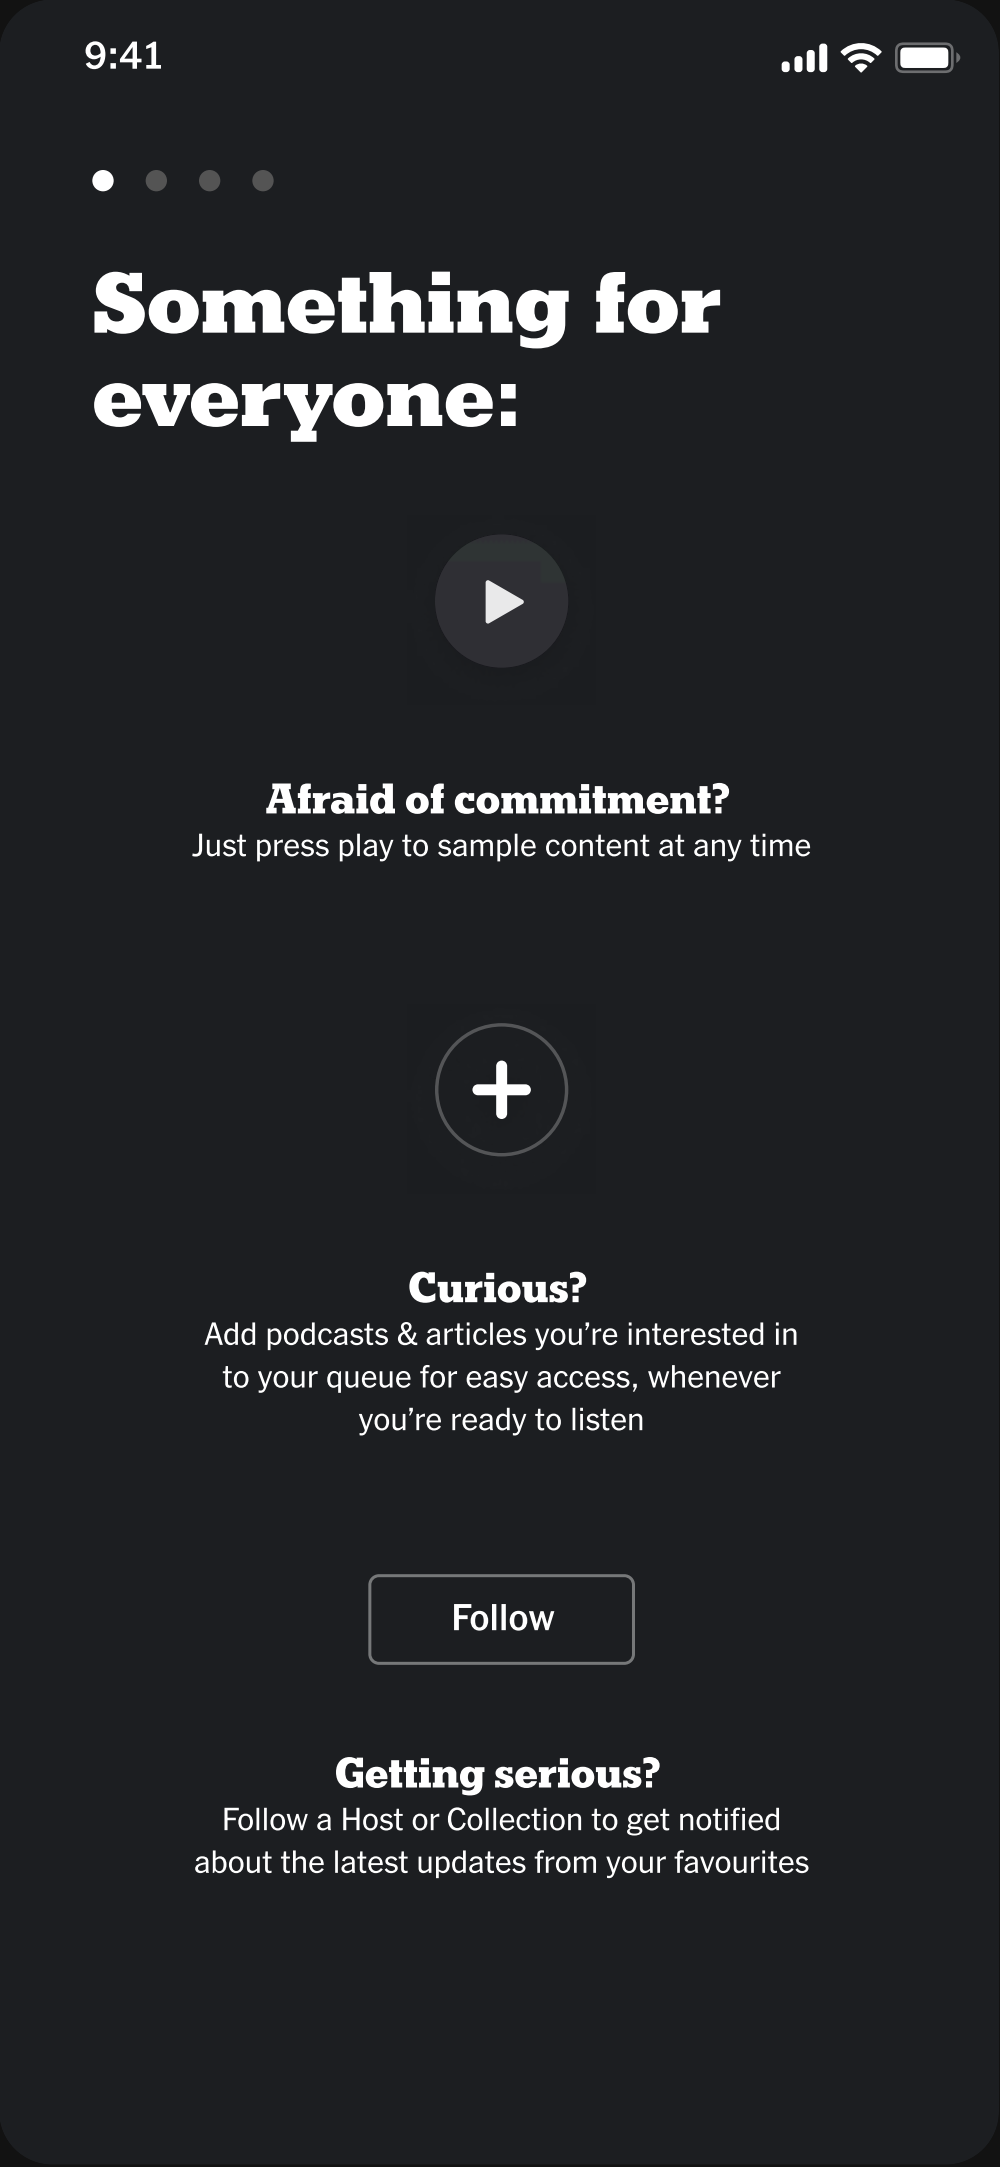 9:41
Something for
everyone:
Afraid of commitment?
Just press play to sample content at any time
Curious?
Add podcasts & articles you’re interested in
to your queue for easy access, whenever
you’re ready to listen
Follow
Getting serious?
Follow a Host or Collection to get notified
about the latest updates from your favourites